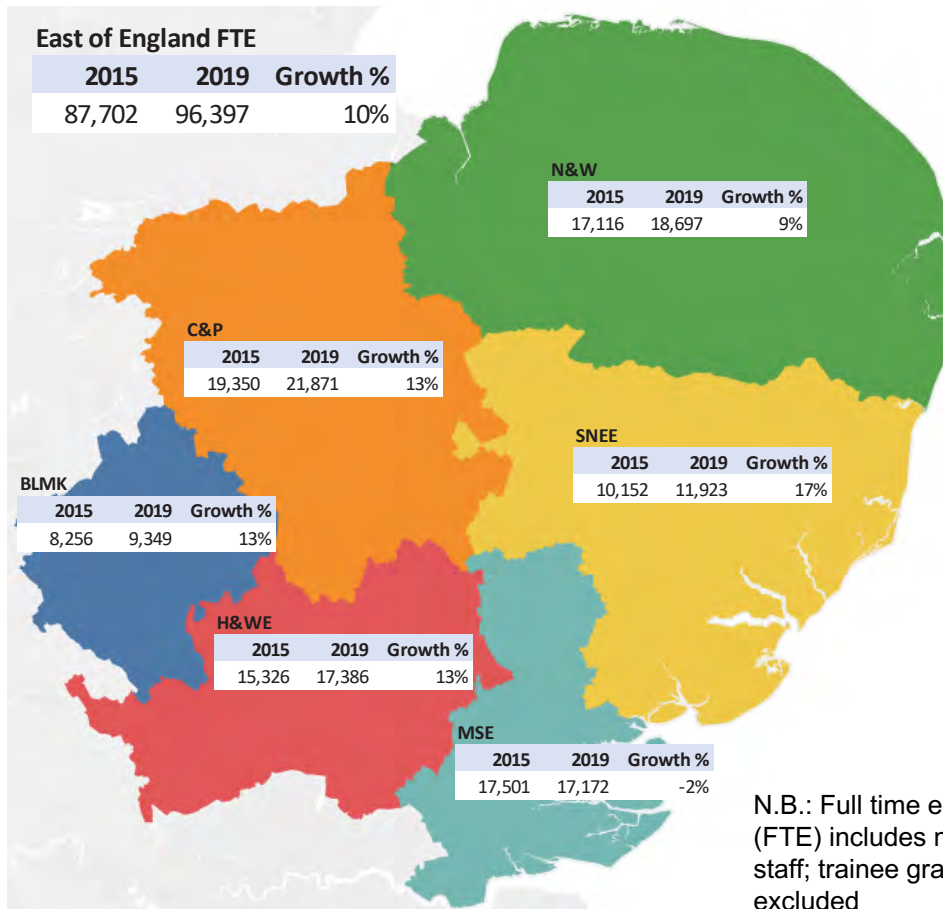 East of England FTE
2015 2019 Growth %
87,702 96,397 10%
N&W
2015 2019 Growth %
17,116 18,697 9%
C&P
2015 2019 Growth %
19,350 21,871 13%
SNEE
2015 2019 Growth %
10,152 11,923 17%
BLMK
2015 2019 Growth %
8,256 9,349 13%
H&WE
2015 2019 Growth %
15,326 17,386 13%
MSE
2015 2019 Growth %
17,501 17,172 -2%
N.B.: Full time e
(FTE) includes n
staff; trainee gra
excluded